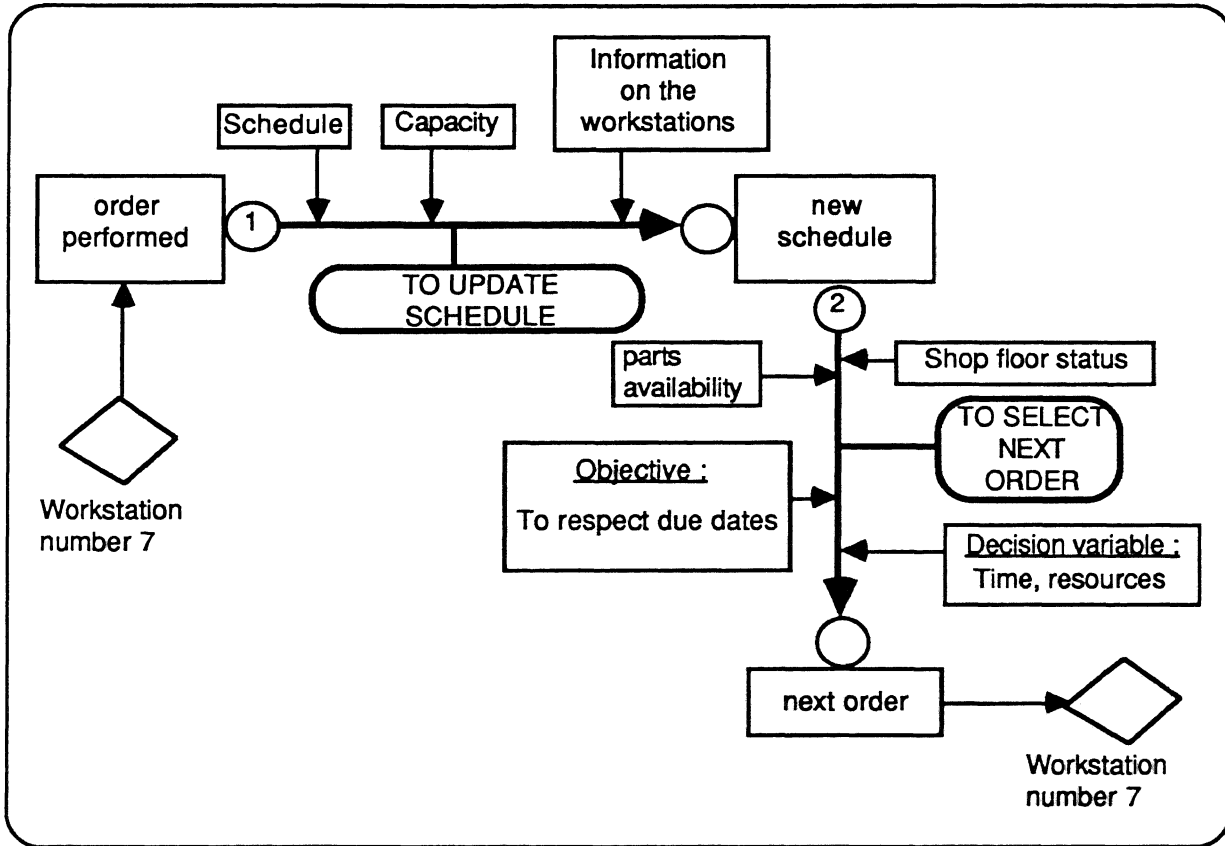 Information
on the
workstations
Schedule
Capacity
order
performed
1
new
schedule
TO UPDATE
SCHEDULE
2
parts
availability
Shop floor status
TO SELECT
NEXT
ORDER
Objective :
To respect due dates
Workstation
number 7
Decision variable :
Time, resources
next order
Workstation
number 7